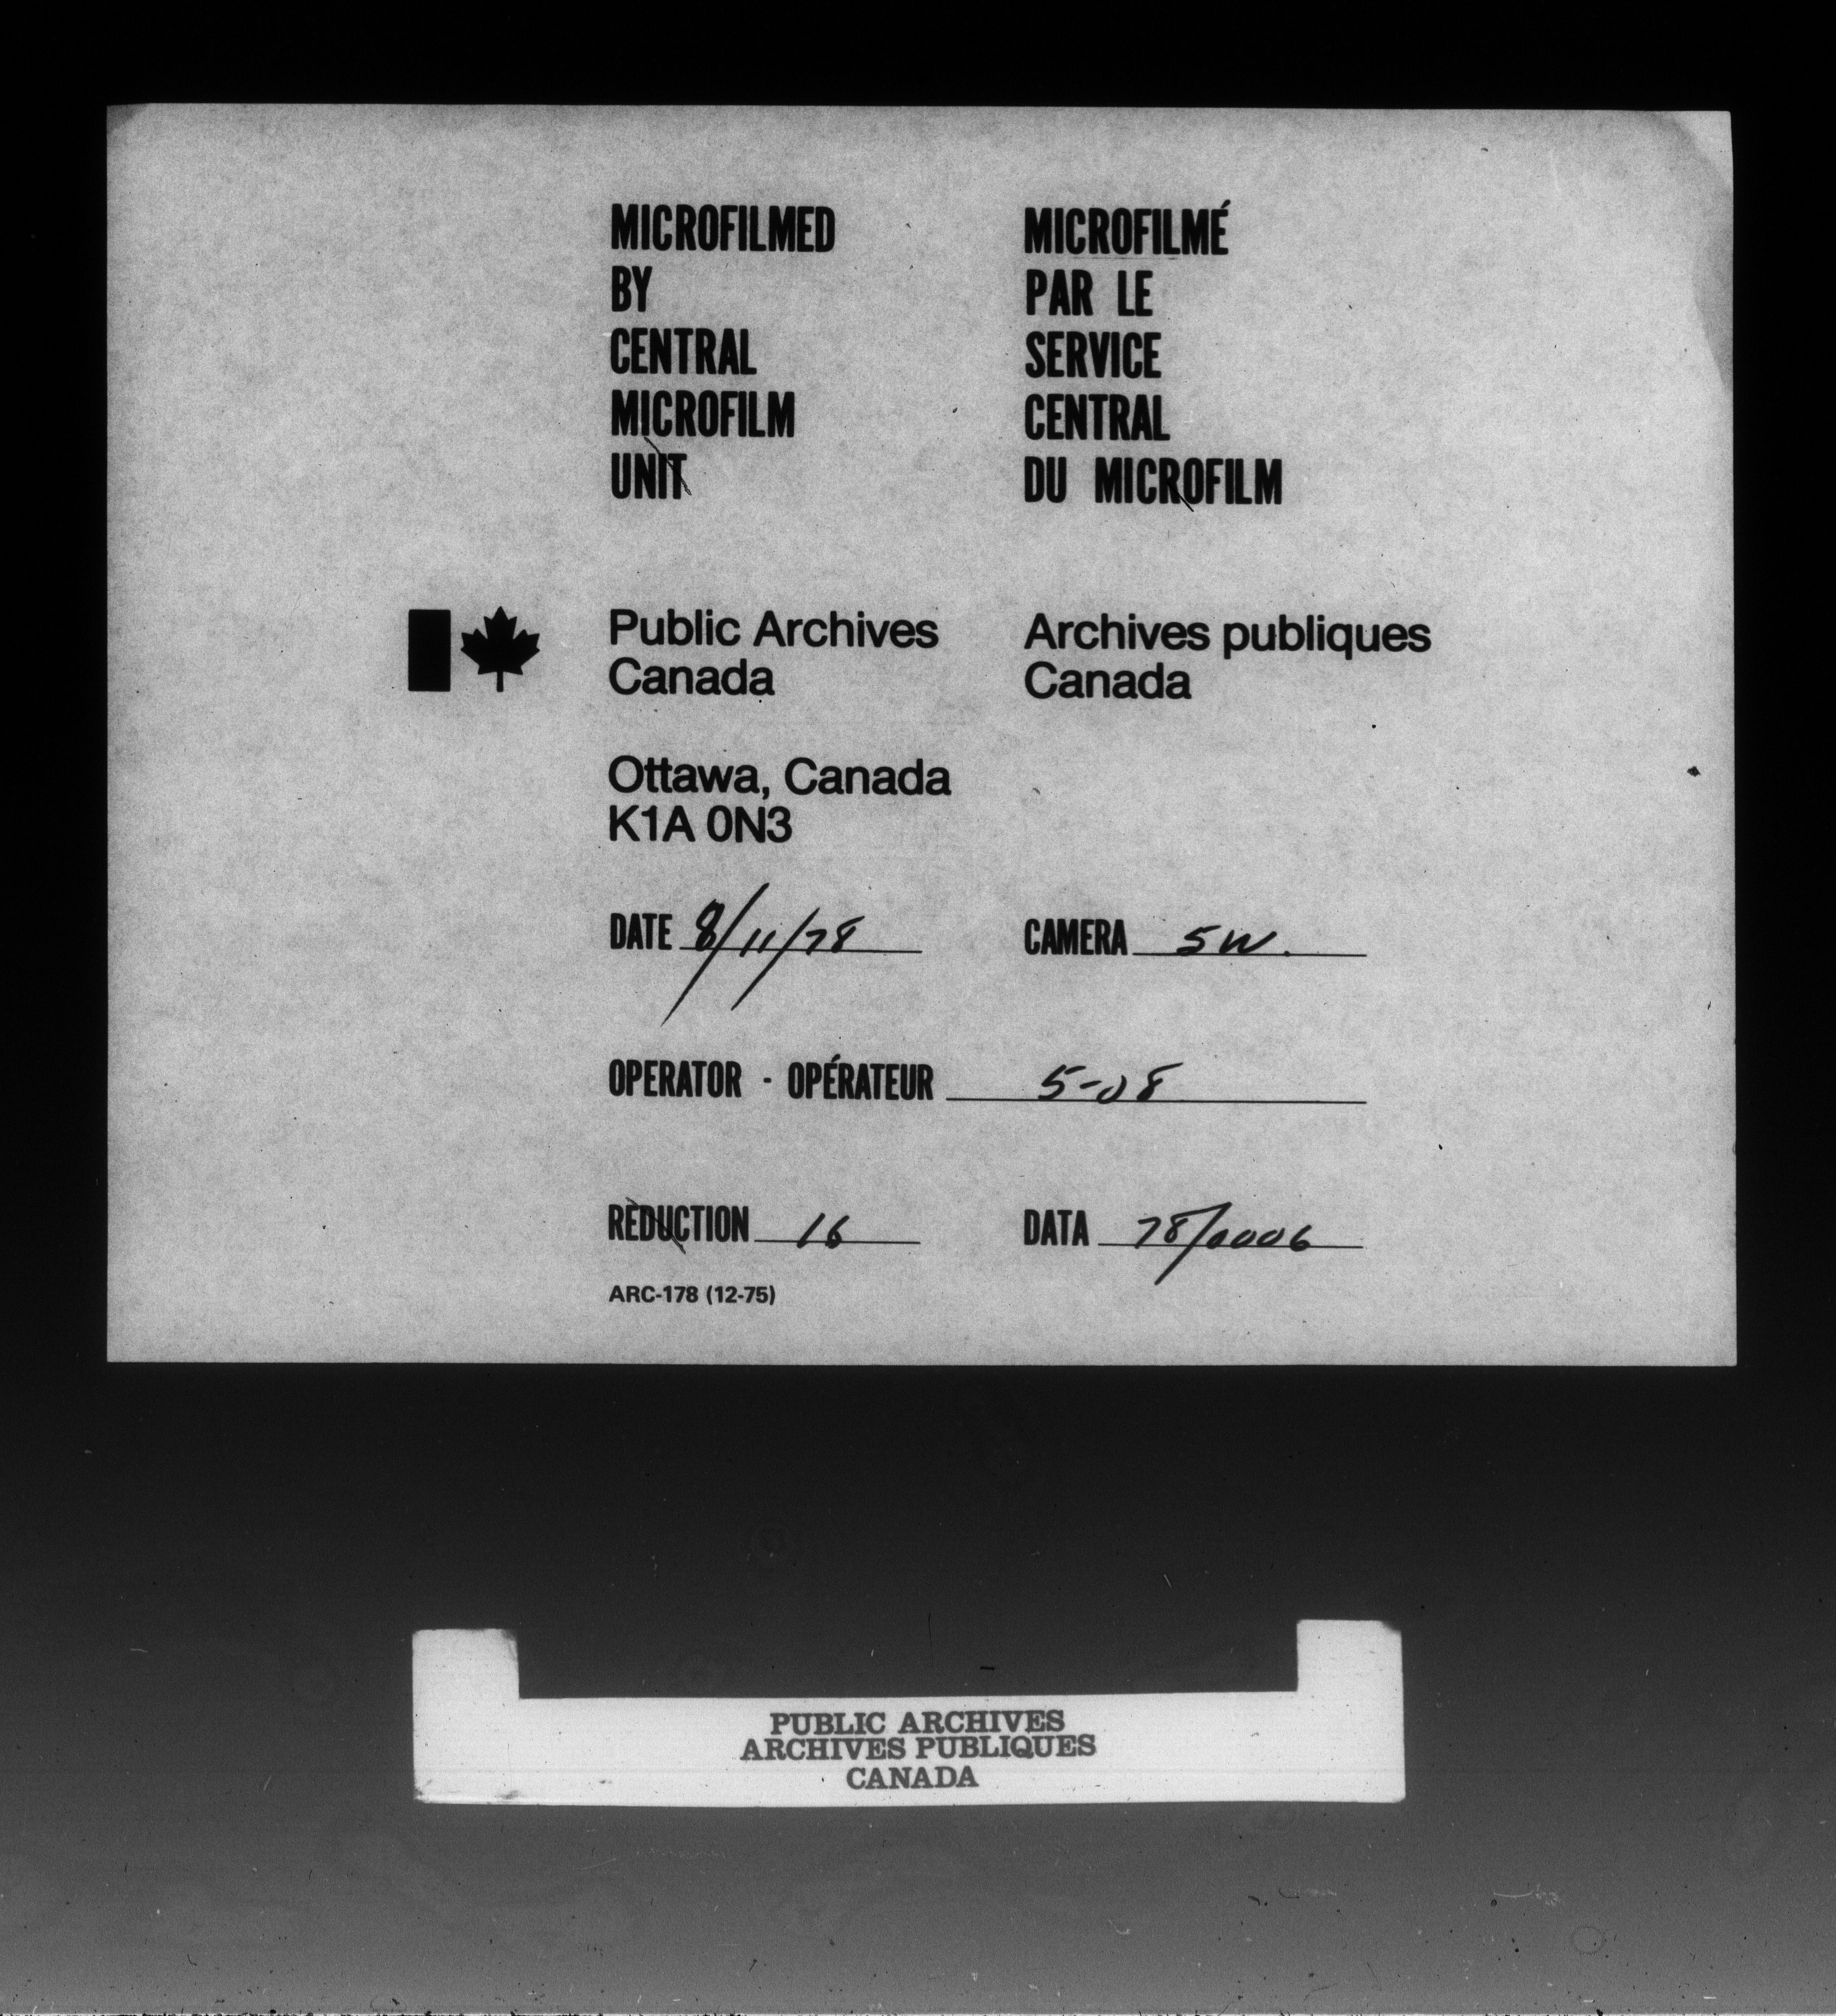 MICROFILMED
BY
CENTRAL
MICROFILM
UNIT
MICROFILMÉ
PAR LE
SERVICE
CENTRAL
DU MICROFILM
Public Archives
Canada
Archives publiques
Canada
Ottawa, Canada
K1A 0N3
DATE 8/11/78
CAMERA 5W.
OPERATOR - OPÉRATEUR 5-08
REDUCTION 16
DATA 78/0006
ARC-178 (12-75)
PUBLIC ARCHIVES
ARCHIVES PUBLIQUES
CANADA